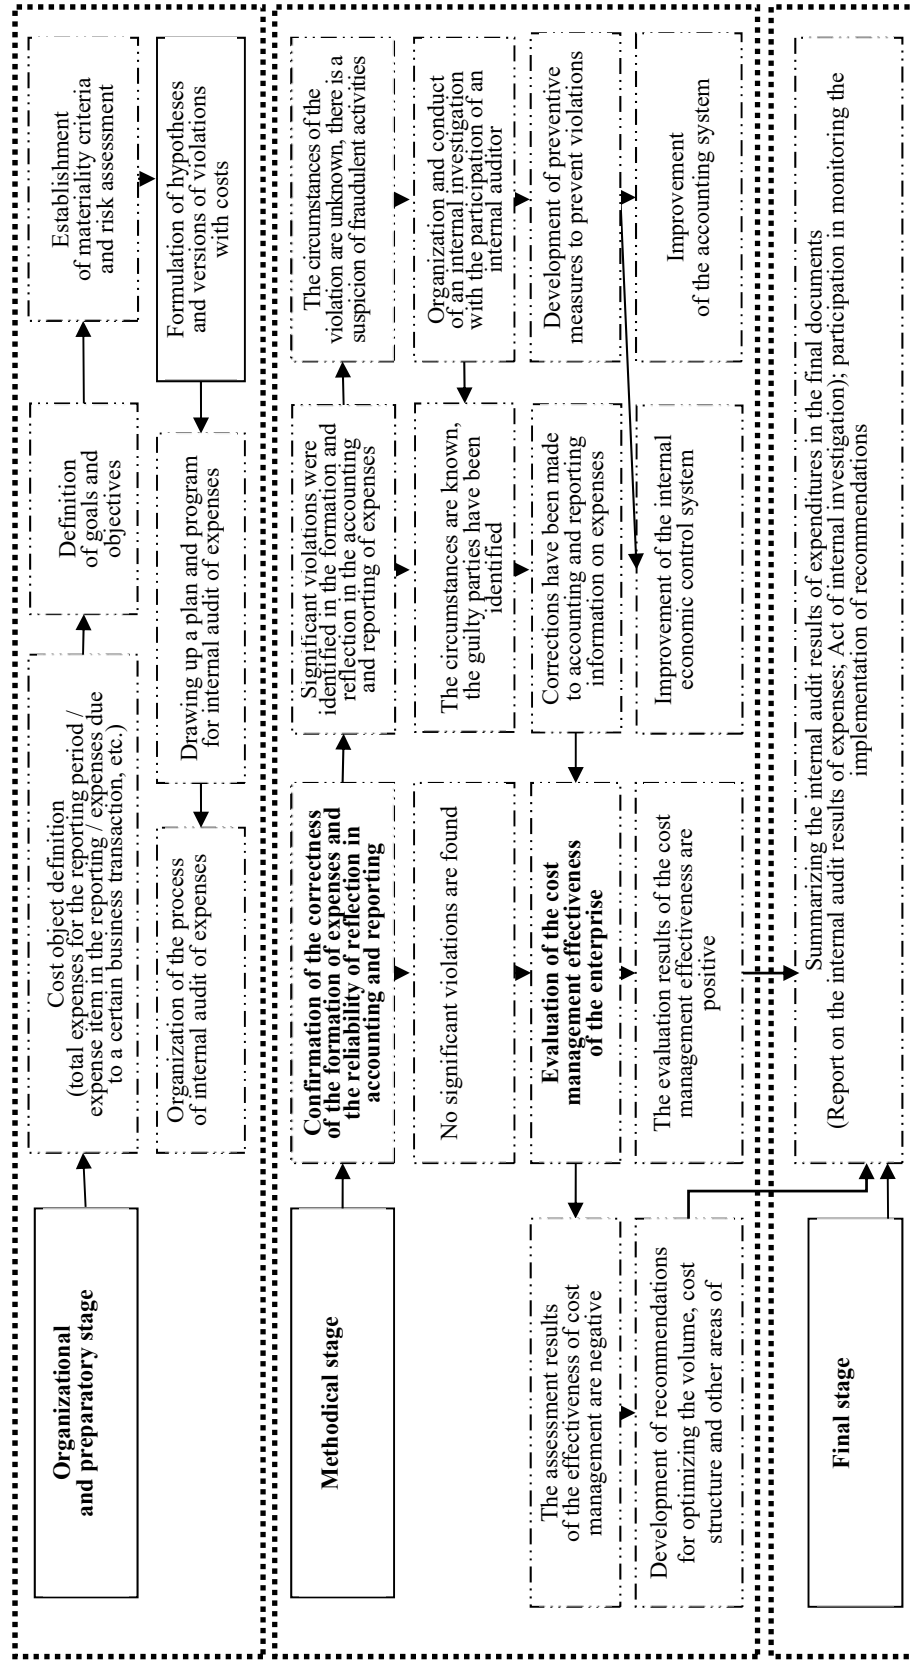 Organizational
and preparatory stage
Cost object definition
(total expenses for the reporting period /
expense item in the reporting / expenses due
to a certain business transaction, etc.)
Definition
of goals and
objectives
Establishment
of materiality criteria
and risk assessment
Formulation of hypotheses
and versions of violations
with costs
Drawing up a plan and program
for internal audit of expenses
Organization of the process
of internal audit of expenses
Methodical stage
Confirmation of the correctness
of the formation of expenses and
the reliability of reflection in
accounting and reporting
Significant violations were
identified in the formation and
reflection in the accounting
and reporting of expenses
The circumstances of the
violation are unknown, there is a
suspicion of fraudulent activities
No significant violations are found
The circumstances are known,
the guilty parties have been
identified
Organization and conduct
of an internal investigation
with the participation of an
internal auditor
The assessment results
of the effectiveness of cost
management are negative
Evaluation of the cost
management effectiveness
of the enterprise
Corrections have been made
to accounting and reporting
information on expenses
Development of preventive
measures to prevent violations
Development of recommendations
for optimizing the volume, cost
structure and other areas of
The evaluation results of the cost
management effectiveness are
positive
Improvement of the internal
economic control system
Improvement
of the accounting system
Final stage
Summarizing the internal audit results of expenditures in the final documents
(Report on the internal audit results of expenses; Act of internal investigation); participation in monitoring the
implementation of recommendations